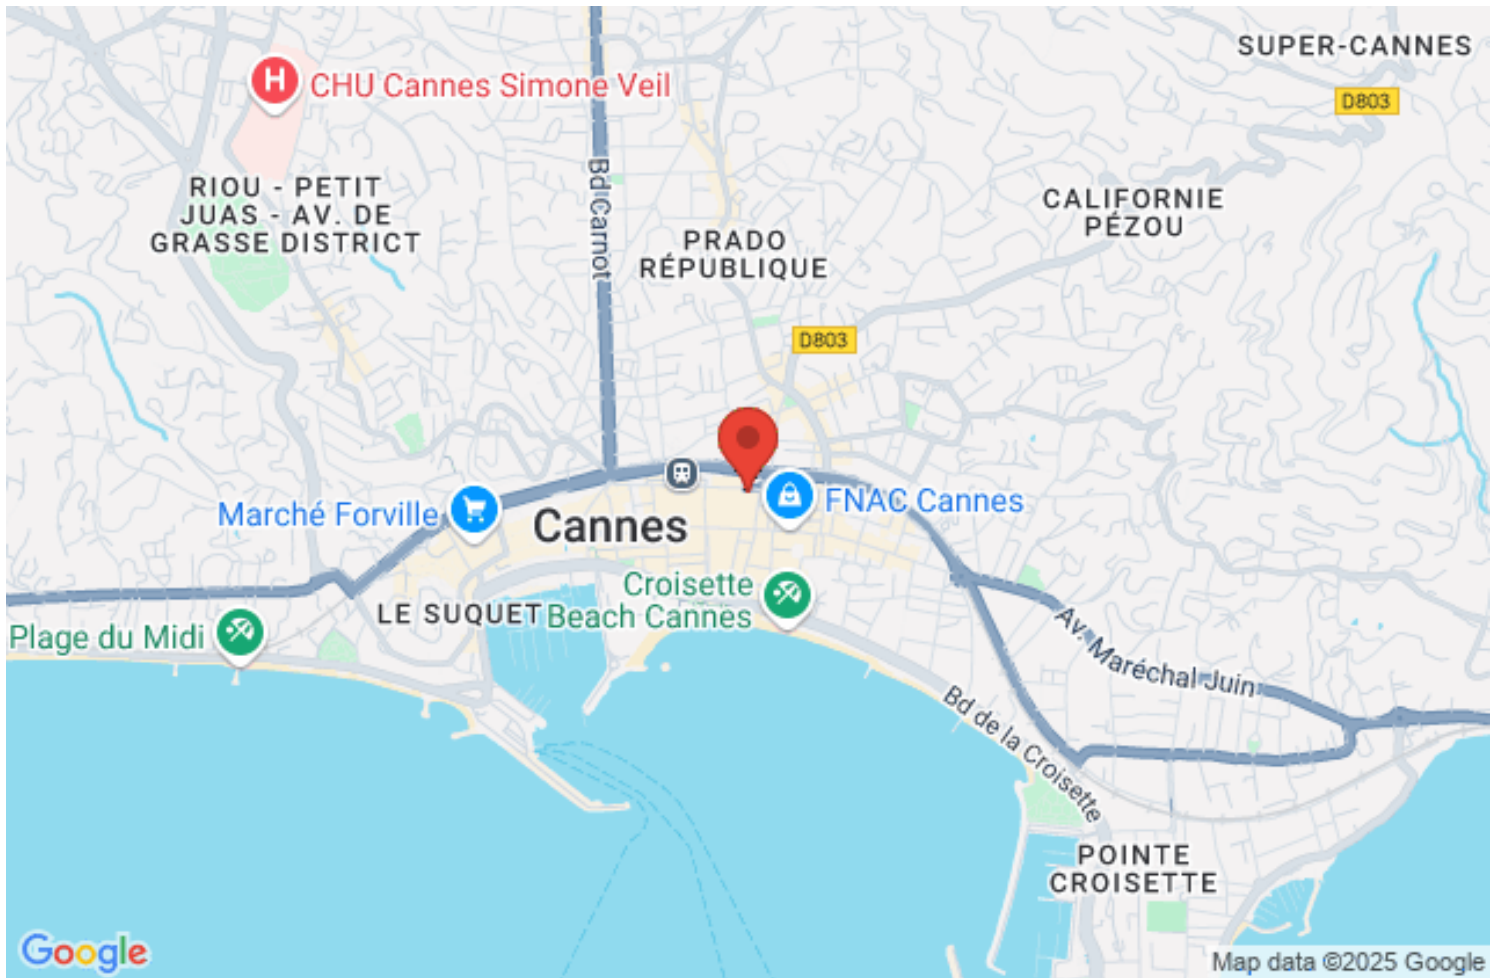 SUPER-CANNES
H
CHU Cannes Simone Veil
D803
RIOU - PETIT
JUAS - AV. DE
GRASSE DISTRICT
Bd Carnot
CALIFORNIE
PÉZOU
PRADO
RÉPUBLIQUE
D803
Marché Forville
Cannes
FNAC Cannes
Croisette
Beach Cannes
LE SUQUET
Plage du Midi
Av. Maréchal Juin
Bd de la Croisette
POINTE
CROISETTE
Google
Map data ©2025 Google